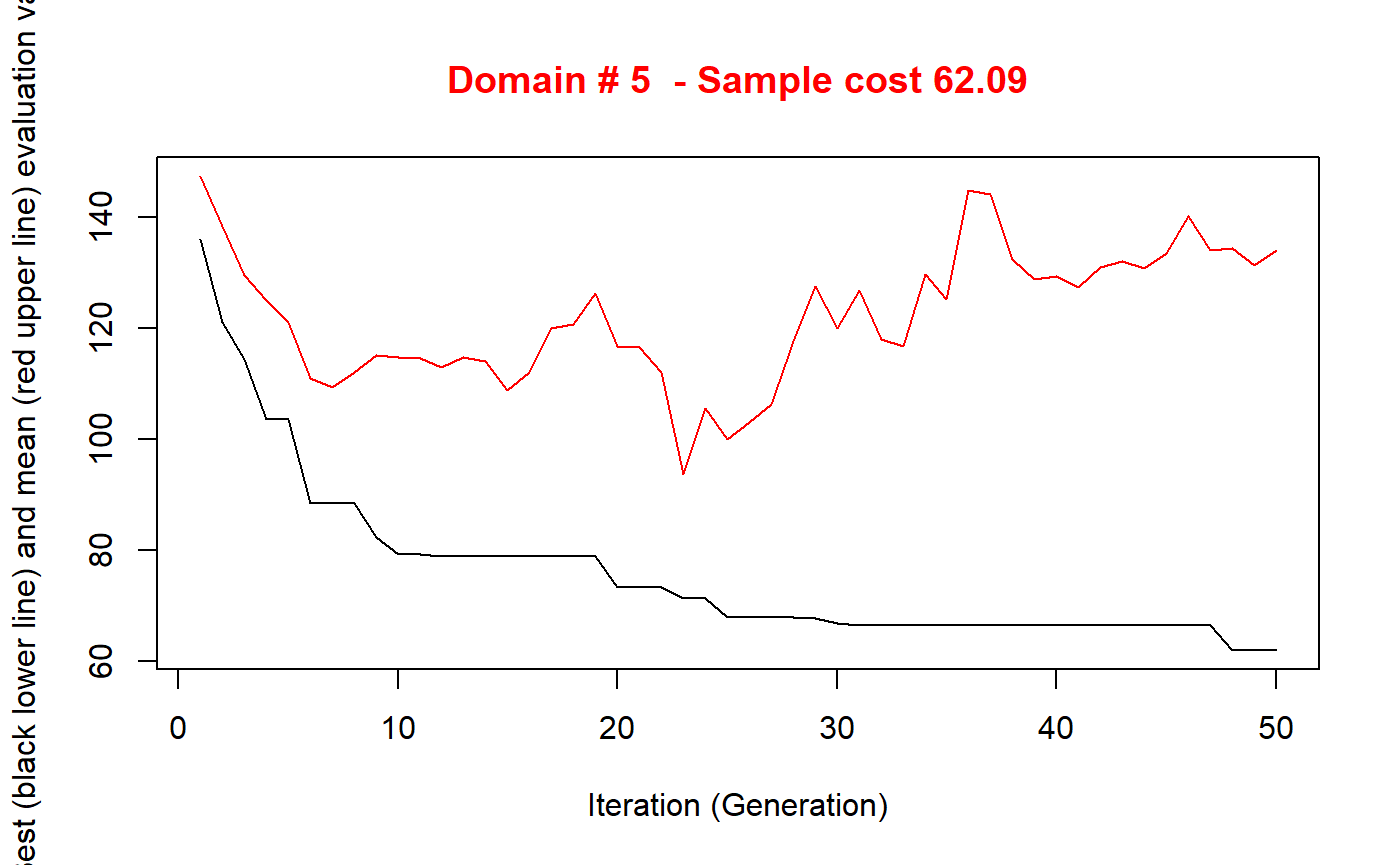 Domain # 5  - Sample cost 62.09
est (black lower line) and mean (red upper line) evaluation
140
120
100
80
60
0 10 20 30 40 50
Iteration (Generation)